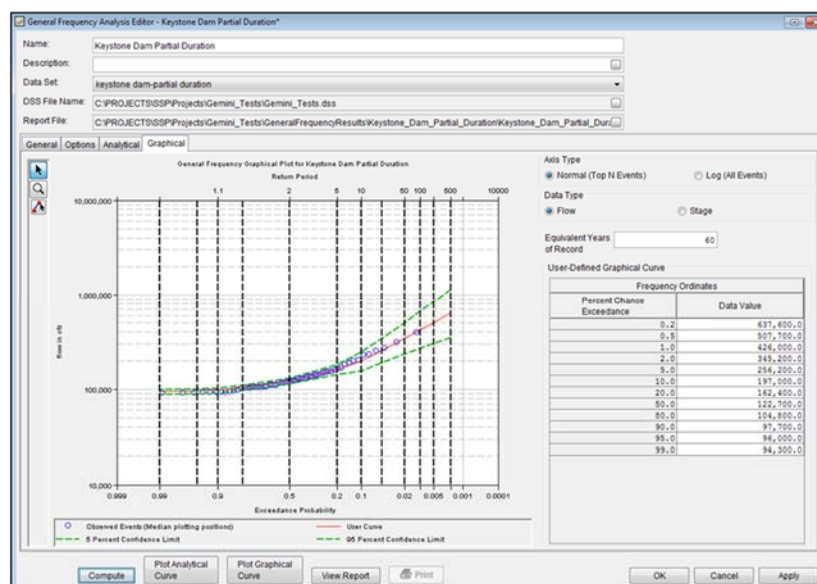 General Frequency Analysis Editor - Keystone Dam Partial Duration*
Name: Keystone Dam Partial Duration
Description:
Data Set: keystone dam-partial duration
DSS File Name: C:\PROJECTS\SSP\Projects\Gemini_Tests\Gemini_Tests.dss
Report File: C:\PROJECTS\SSP\Projects\Gemini_Tests\GeneralFrequencyResults\Keystone_Dam_Partial_Duration\Keystone_Dam_Partial_Dura
General Options Analytical Graphical
General Frequency Graphical Plot for Keystone Dam Partial Duration
Return Period
1.1 2 5 10 50 100 500 10000
10,000,000
1,000,000
100,000
10,000
flow in cfs
0.999 0.99 0.9 0.5 0.2 0.1 0.02 0.005 0.001 0.0001
Exceedance Probability
Observed Events (Median plotting positions) User Curve
5 Percent Confidence Limit 95 Percent Confidence Limit
Axis Type
Normal (Top N Events) Log (All Events)
Data Type
Flow Stage
Equivalent Years of Record 60
User-Defined Graphical Curve
Frequency Ordinates
Percent Chance Exceedance Data Value
0.2 637,600.0
0.5 507,700.0
1.0 426,000.0
2.0 345,200.0
5.0 256,200.0
10.0 197,000.0
20.0 162,400.0
50.0 122,700.0
80.0 104,800.0
90.0 97,700.0
95.0 96,000.0
99.0 94,300.0
Compute Plot Analytical Curve Plot Graphical Curve View Report Print OK Cancel Apply